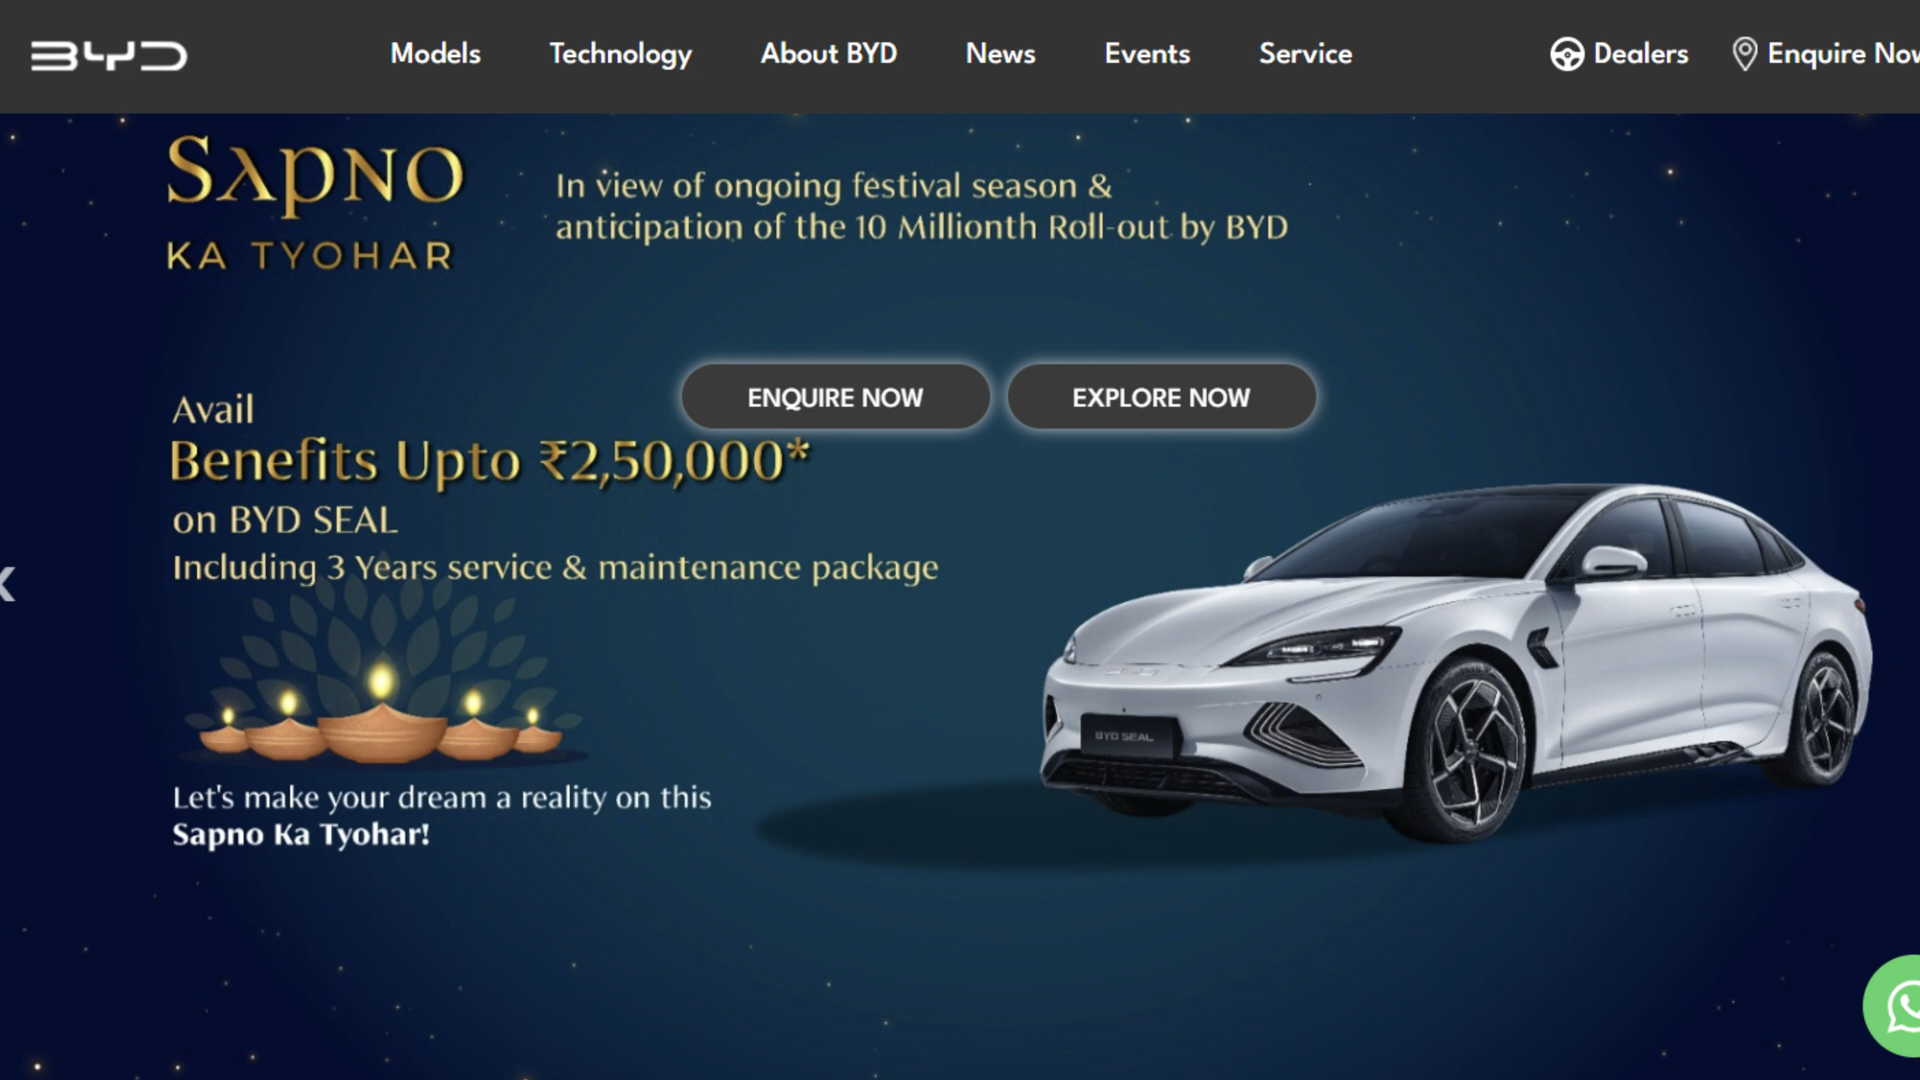 BYD
Models
Technology
About BYD
News
Events
Service
Dealers
Enquire Now
Sapno
KA TYOHAR
In view of ongoing festival season &
anticipation of the 10 Millionth Roll-out by BYD
ENQUIRE NOW
EXPLORE NOW
Avail
Benefits Upto ₹2,50,000*
on BYD SEAL
Including 3 Years service & maintenance package
BYD SEAL
Let's make your dream a reality on this
Sapno Ka Tyohar!